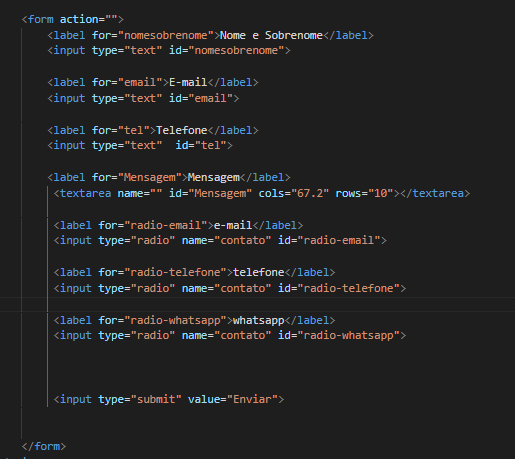 <form action="">
<label for="nomesobrenome">Nome e Sobrenome</label>
<input type="text" id="nomesobrenome">
<label for="email">E-mail</label>
<input type="text" id="email">
<label for="tel">Telefone</label>
<input type="text"  id="tel">
<label for="Mensagem">Mensagem</label>
<textarea name="" id="Mensagem" cols="67.2" rows="10"></textarea>
<label for="radio-email">e-mail</label>
<input type="radio" name="contato" id="radio-email">
<label for="radio-telefone">telefone</label>
<input type="radio" name="contato" id="radio-telefone">
<label for="radio-whatsapp">whatsapp</label>
<input type="radio" name="contato" id="radio-whatsapp">
<input type="submit" value="Enviar">
</form>